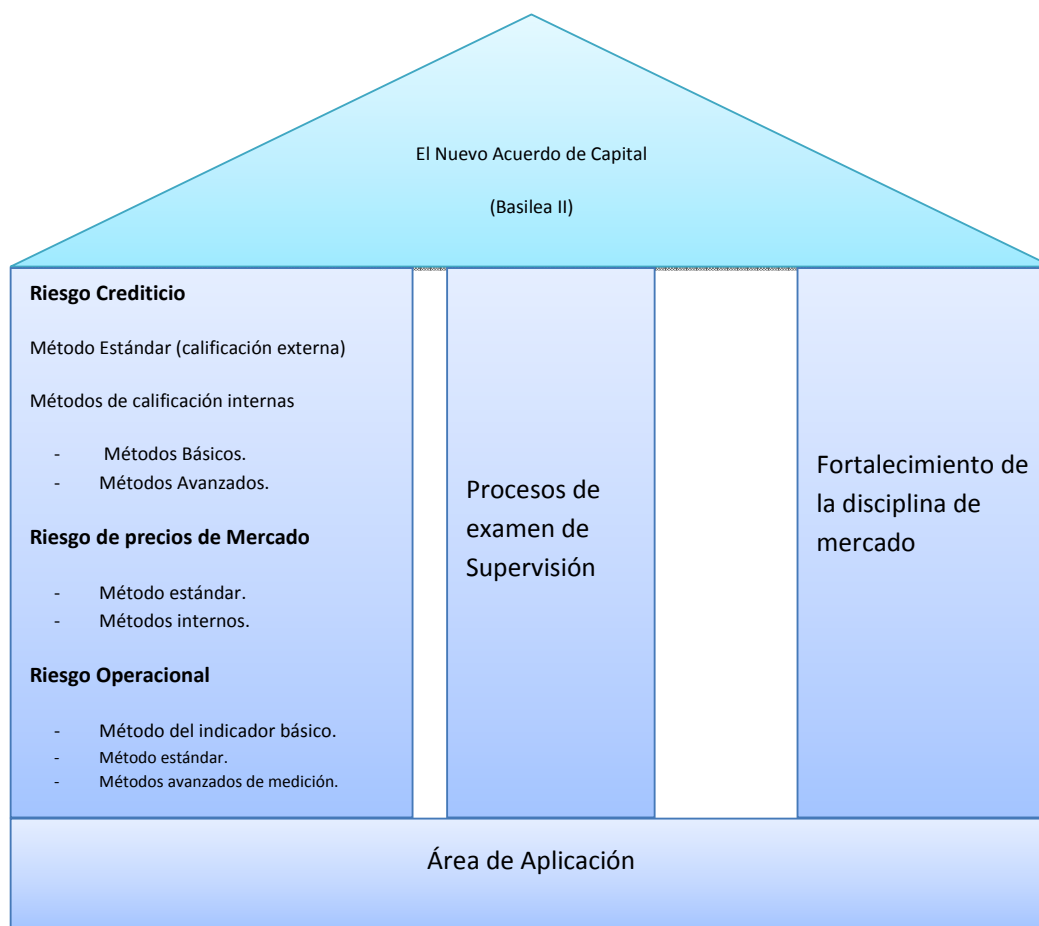 El Nuevo Acuerdo de Capital
(Basilea II)
Riesgo Crediticio
Método Estándar (calificación externa)
Métodos de calificación internas
- Métodos Básicos.
- Métodos Avanzados.
Riesgo de precios de Mercado
- Método estándar.
- Métodos internos.
Riesgo Operacional
- Método del indicador básico.
- Método estándar.
- Métodos avanzados de medición.
Procesos de
examen de
Supervisión
Fortalecimiento de
la disciplina de
mercado
Área de Aplicación